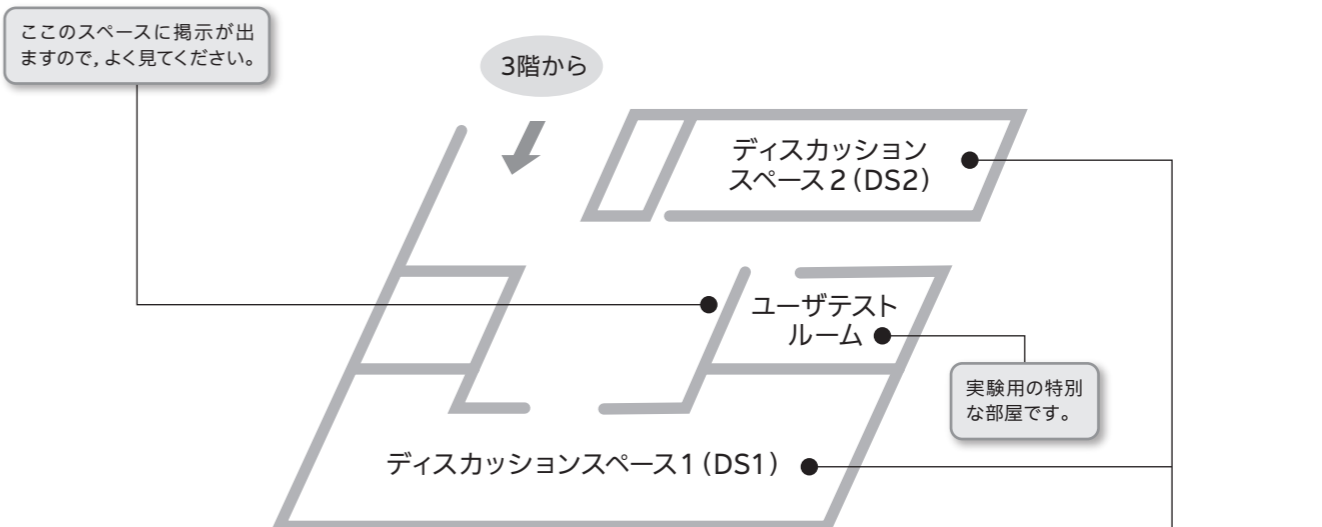 ここのスペースに掲示が出
ますので,よく見てください。
3階から
ディスカッション
スペース2(DS2)
ユーザテスト
ルーム
実験用の特別
な部屋です。
ディスカッションスペース1(DS1)